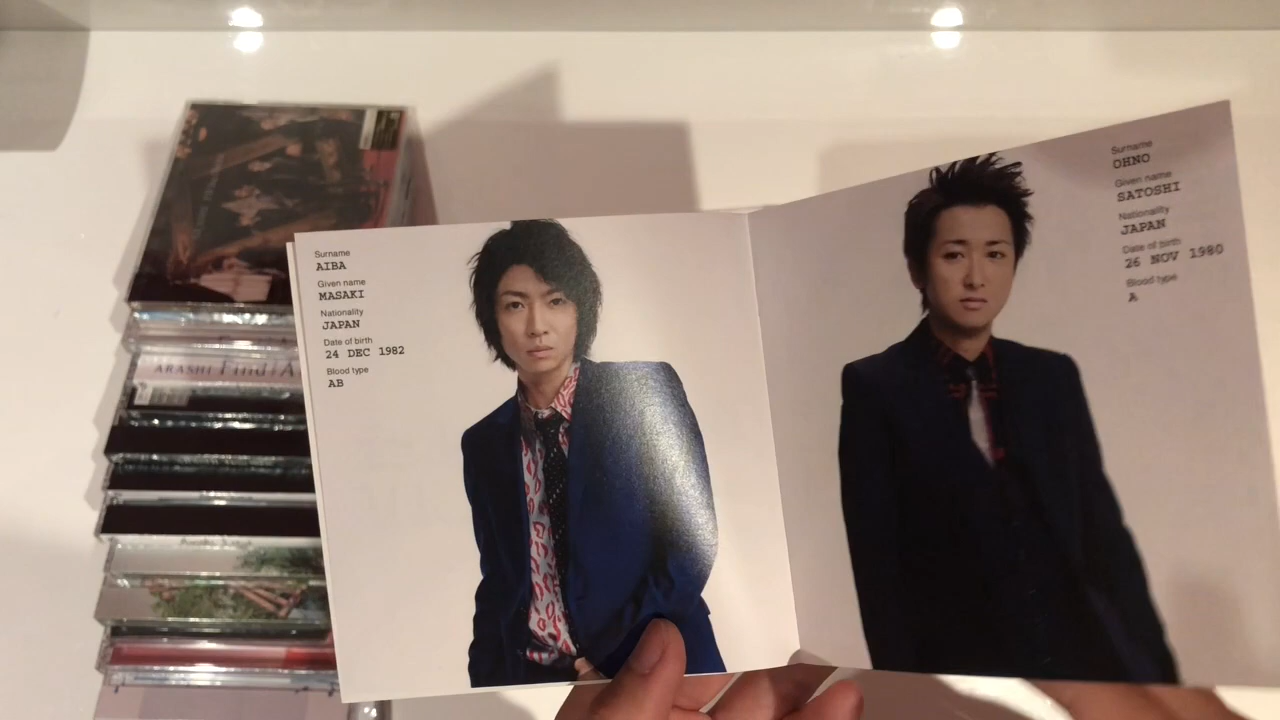 Surname
AIBA
Given name
MASAKI
Nationality
JAPAN
Date of birth
24 DEC 1982
Blood type
AB
Surname
OHNO
Given name
SATOSHI
Nationality
JAPAN
Date of birth
26 NOV 1980
Blood type
A
ARASHI